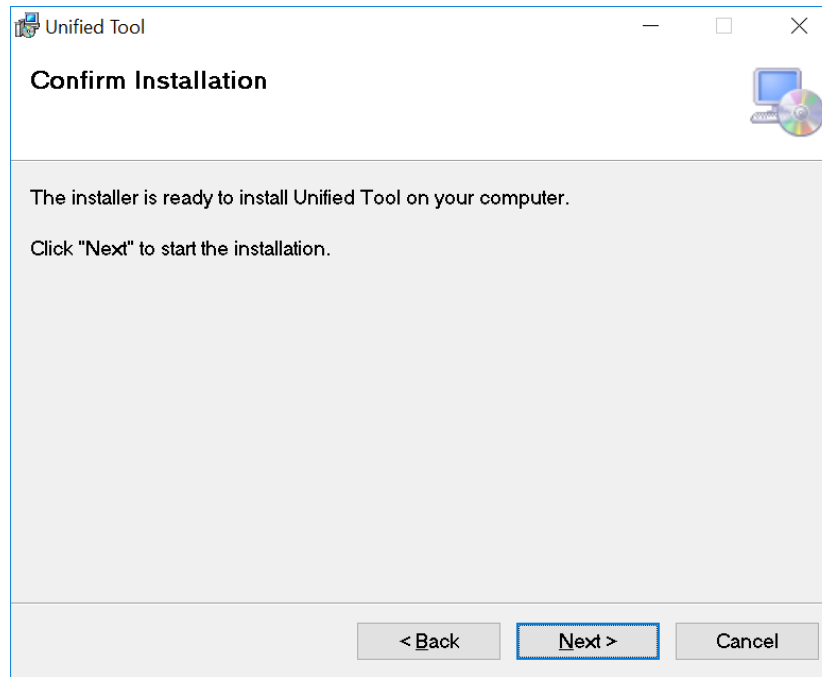 Unified Tool
Confirm Installation
The installer is ready to install Unified Tool on your computer.
Click "Next" to start the installation.
< Back Next > Cancel